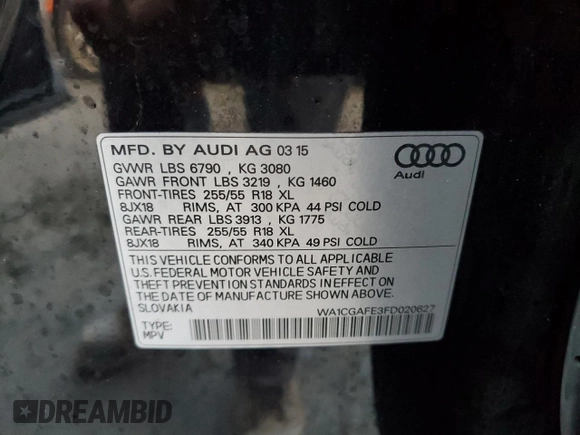 MFD. BY AUDI AG 03 15
GVWR LBS 6790 , KG 3080
GAWR FRONT LBS 3219 , KG 1460
FRONT-TIRES 255/55 R18 XL
8JX18 RIMS, AT 300 KPA 44 PSI COLD
GAWR REAR LBS 3913 , KG 1775
REAR-TIRES 255/55 R18 XL
8JX18 RIMS, AT 340 KPA 49 PSI COLD
Audi
THIS VEHICLE CONFORMS TO ALL APPLICABLE
U.S. FEDERAL MOTOR VEHICLE SAFETY AND
THEFT PREVENTION STANDARDS IN EFFECT ON
THE DATE OF MANUFACTURE SHOWN ABOVE.
SLOVAKIA
WA1CGAFE3FD020627
TYPE:
MPV
DREAMBID